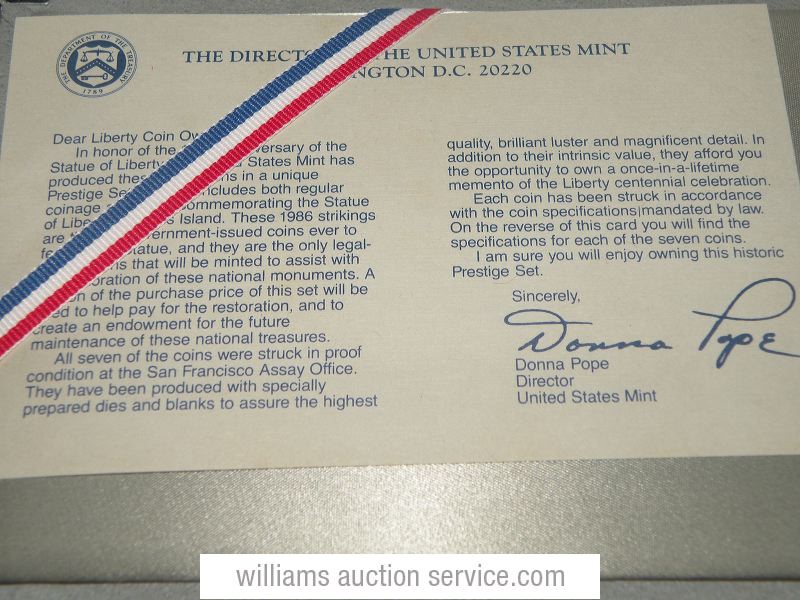 THE DEPARTMENT OF THE TREASURY
1789
THE UNITED STATES MINT
D.C. 20220
Dear Liberty Coin
In honor of the of the
Statue of Liberty States Mint has
produced in a unique
Prestige includes both regular
coinage commemorating the Statue
of Island. These 1986 strikings
are government-issued coins ever to
and they are the only legal-
that will be minted to assist with
of these national monuments. A
of the purchase price of this set will be
to help pay for the restoration, and to
create an endowment for the future
maintenance of these national treasures.
All seven of the coins were struck in proof
condition at the San Francisco Assay Office.
They have been produced with specially
prepared dies and blanks to assure the highest
quality, brilliant luster and magnificent detail. In
addition to their intrinsic value, they afford you
the opportunity to own a once-in-a-lifetime
memento of the Liberty centennial celebration.
Each coin has been struck in accordance
with the coin specifications mandated by law.
On the reverse of this card you will find the
specifications for each of the seven coins.
I am sure you will enjoy owning this historic
Prestige Set.
Sincerely,
Donna Pope
Donna Pope
Director
United States Mint
williams auction service.com